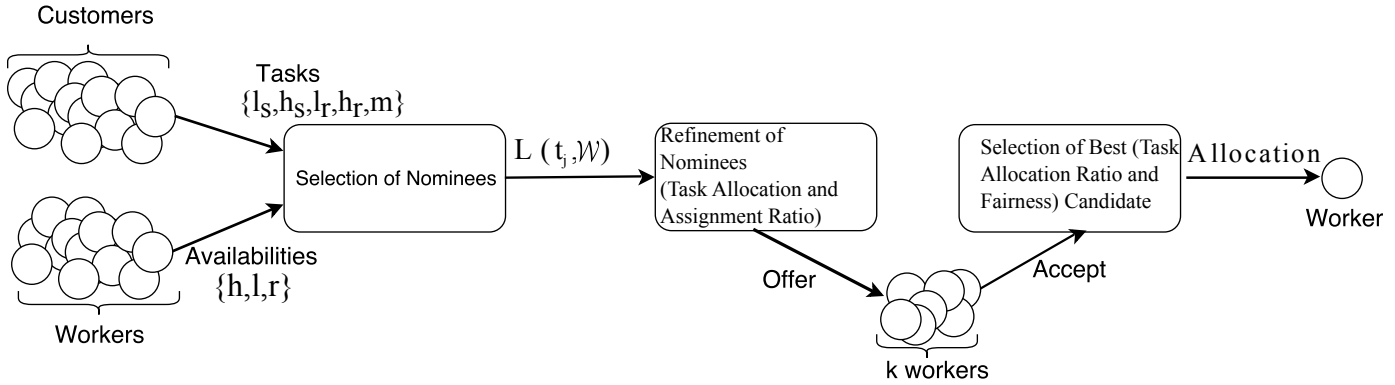 Customers
Tasks
{ls,hs,lr,hr,m}
Selection of Nominees
L (tj,𝒲)
Refinement of
Nominees
(Task Allocation and
Assignment Ratio)
Selection of Best (Task
Allocation Ratio and
Fairness) Candidate
Allocation
Worker
Availabilities
{h,l,r}
Workers
Offer
Accept
k workers